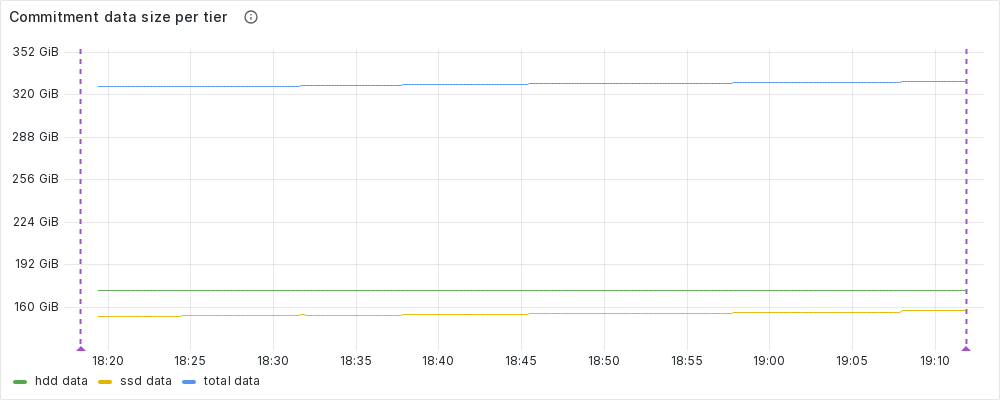 Commitment data size per tier
352 GiB
320 GiB
288 GiB
256 GiB
224 GiB
192 GiB
160 GiB
18:20 18:25 18:30 18:35 18:40 18:45 18:50 18:55 19:00 19:05 19:10
hdd data ssd data total data